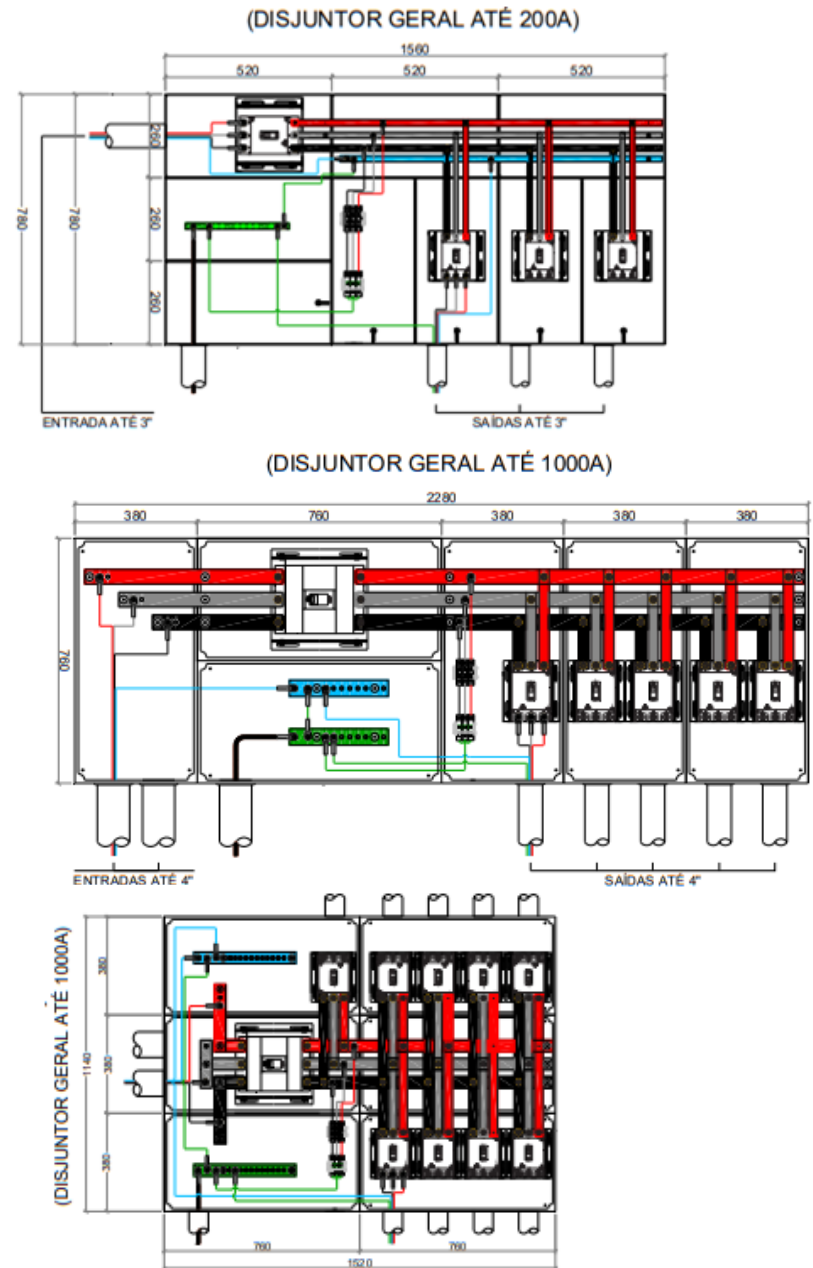 (DISJUNTOR GERAL ATÉ 200A)
1560
520 520 520
780 780 260
260
260
ENTRADA ATÉ 3"
SAÍDAS ATÉ 3"
(DISJUNTOR GERAL ATÉ 1000A)
2280
380 760 380 380 380
760
ENTRADAS ATÉ 4"
SAÍDAS ATÉ 4"
(DISJUNTOR GERAL ATÉ 1000A)
1140
380
380
380
760 760
1520